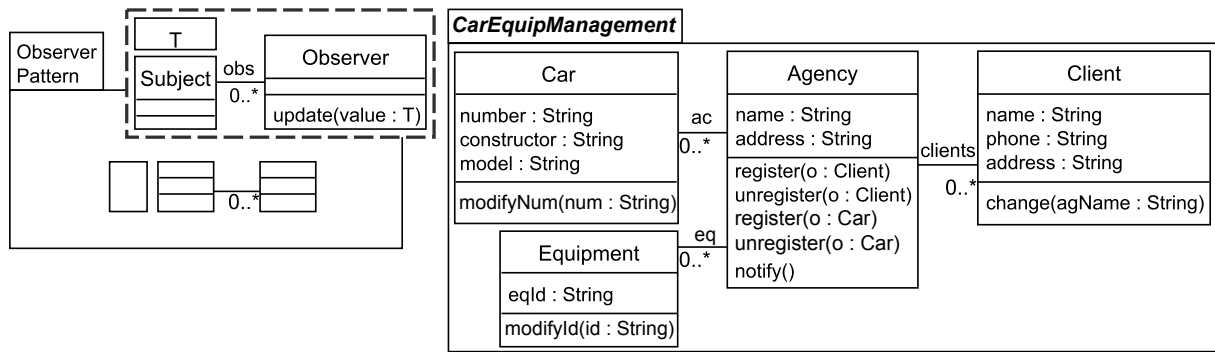 Observer
Pattern
T
Subject
obs
0..*
Observer
update(value : T)
0..*
CarEquipManagement
Car
number : String
constructor : String
model : String
modifyNum(num : String)
ac
0..*
Agency
name : String
address : String
register(o : Client)
unregister(o : Client)
register(o : Car)
unregister(o : Car)
notify()
clients
0..*
Client
name : String
phone : String
address : String
change(agName : String)
eq
0..*
Equipment
eqId : String
modifyId(id : String)